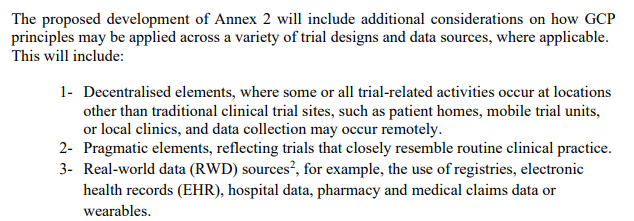 The proposed development of Annex 2 will include additional considerations on how GCP
principles may be applied across a variety of trial designs and data sources, where applicable.
This will include:
1- Decentralised elements, where some or all trial-related activities occur at locations
other than traditional clinical trial sites, such as patient homes, mobile trial units,
or local clinics, and data collection may occur remotely.
2- Pragmatic elements, reflecting trials that closely resemble routine clinical practice.
3- Real-world data (RWD) sources², for example, the use of registries, electronic
health records (EHR), hospital data, pharmacy and medical claims data or
wearables.